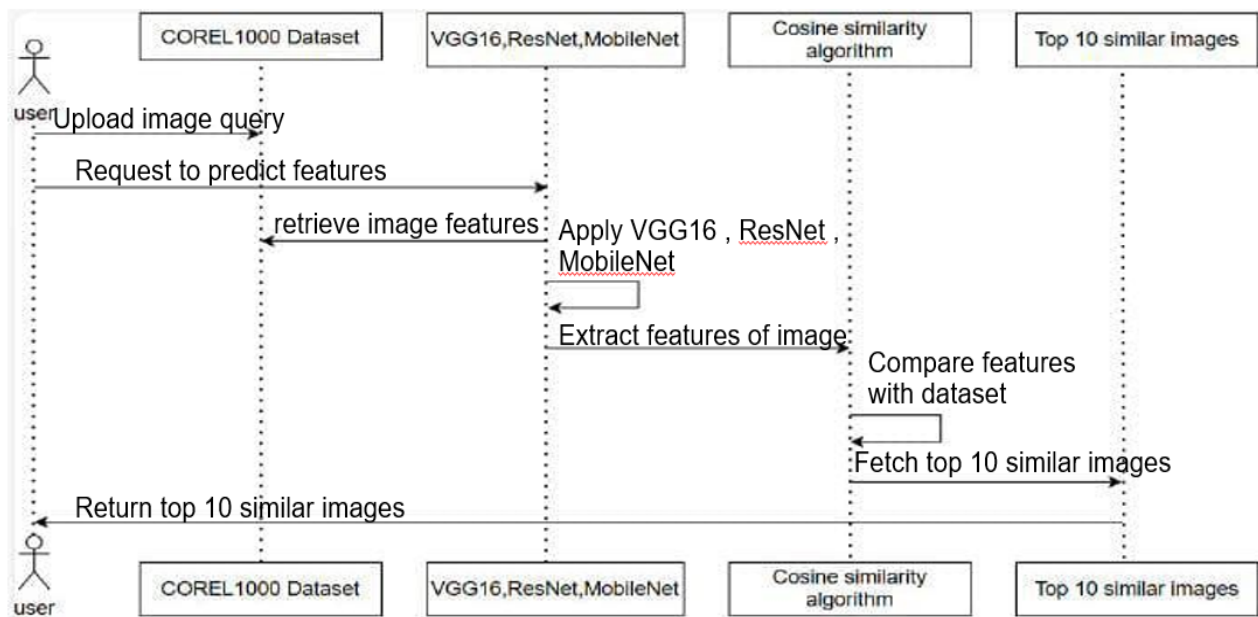 COREL1000 Dataset
VGG16,ResNet,MobileNet
Cosine similarity
algorithm
Top 10 similar images
user
Upload image query
Request to predict features
retrieve image features
Apply VGG16 , ResNet ,
MobileNet
Extract features of image
Compare features
with dataset
Fetch top 10 similar images
Return top 10 similar images
user
COREL1000 Dataset
VGG16,ResNet,MobileNet
Cosine similarity
algorithm
Top 10 similar images